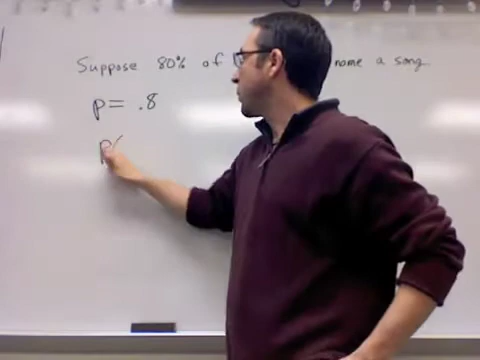 Suppose 80% of name a song.
p = .8
P(